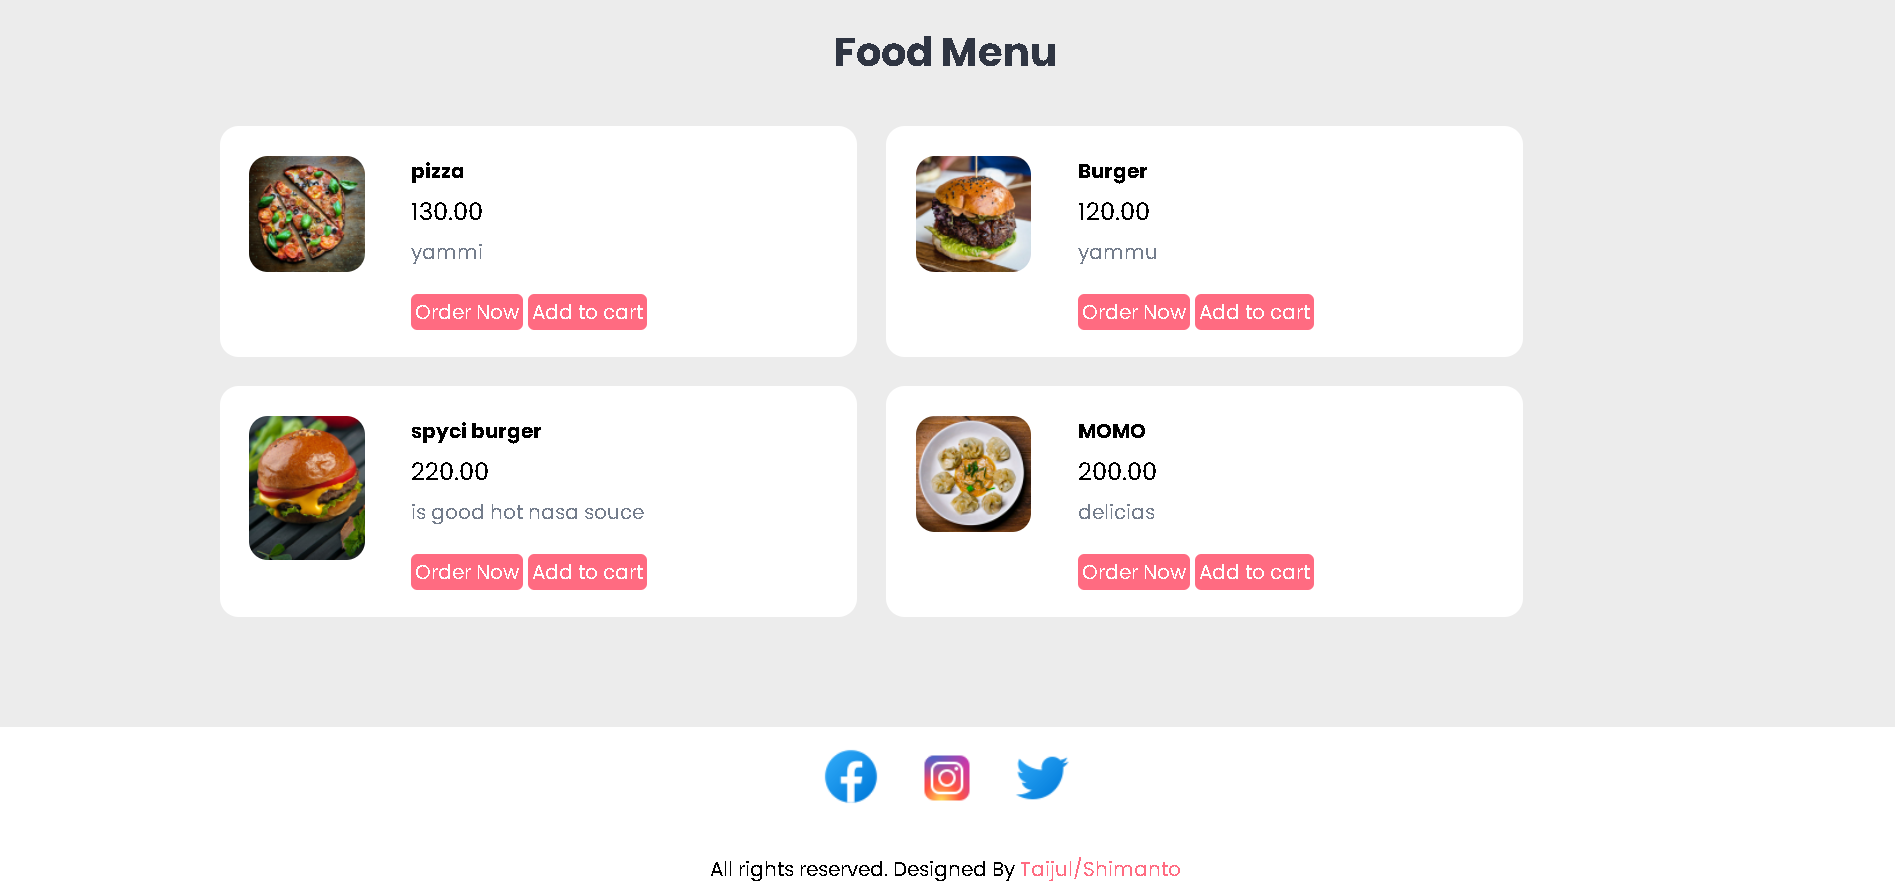 Food Menu
pizza
130.00
yammi
Order Now Add to cart
Burger
120.00
yammu
Order Now Add to cart
spyci burger
220.00
is good hot nasa souce
Order Now Add to cart
MOMO
200.00
delicias
Order Now Add to cart
All rights reserved. Designed By Taijul/Shimanto